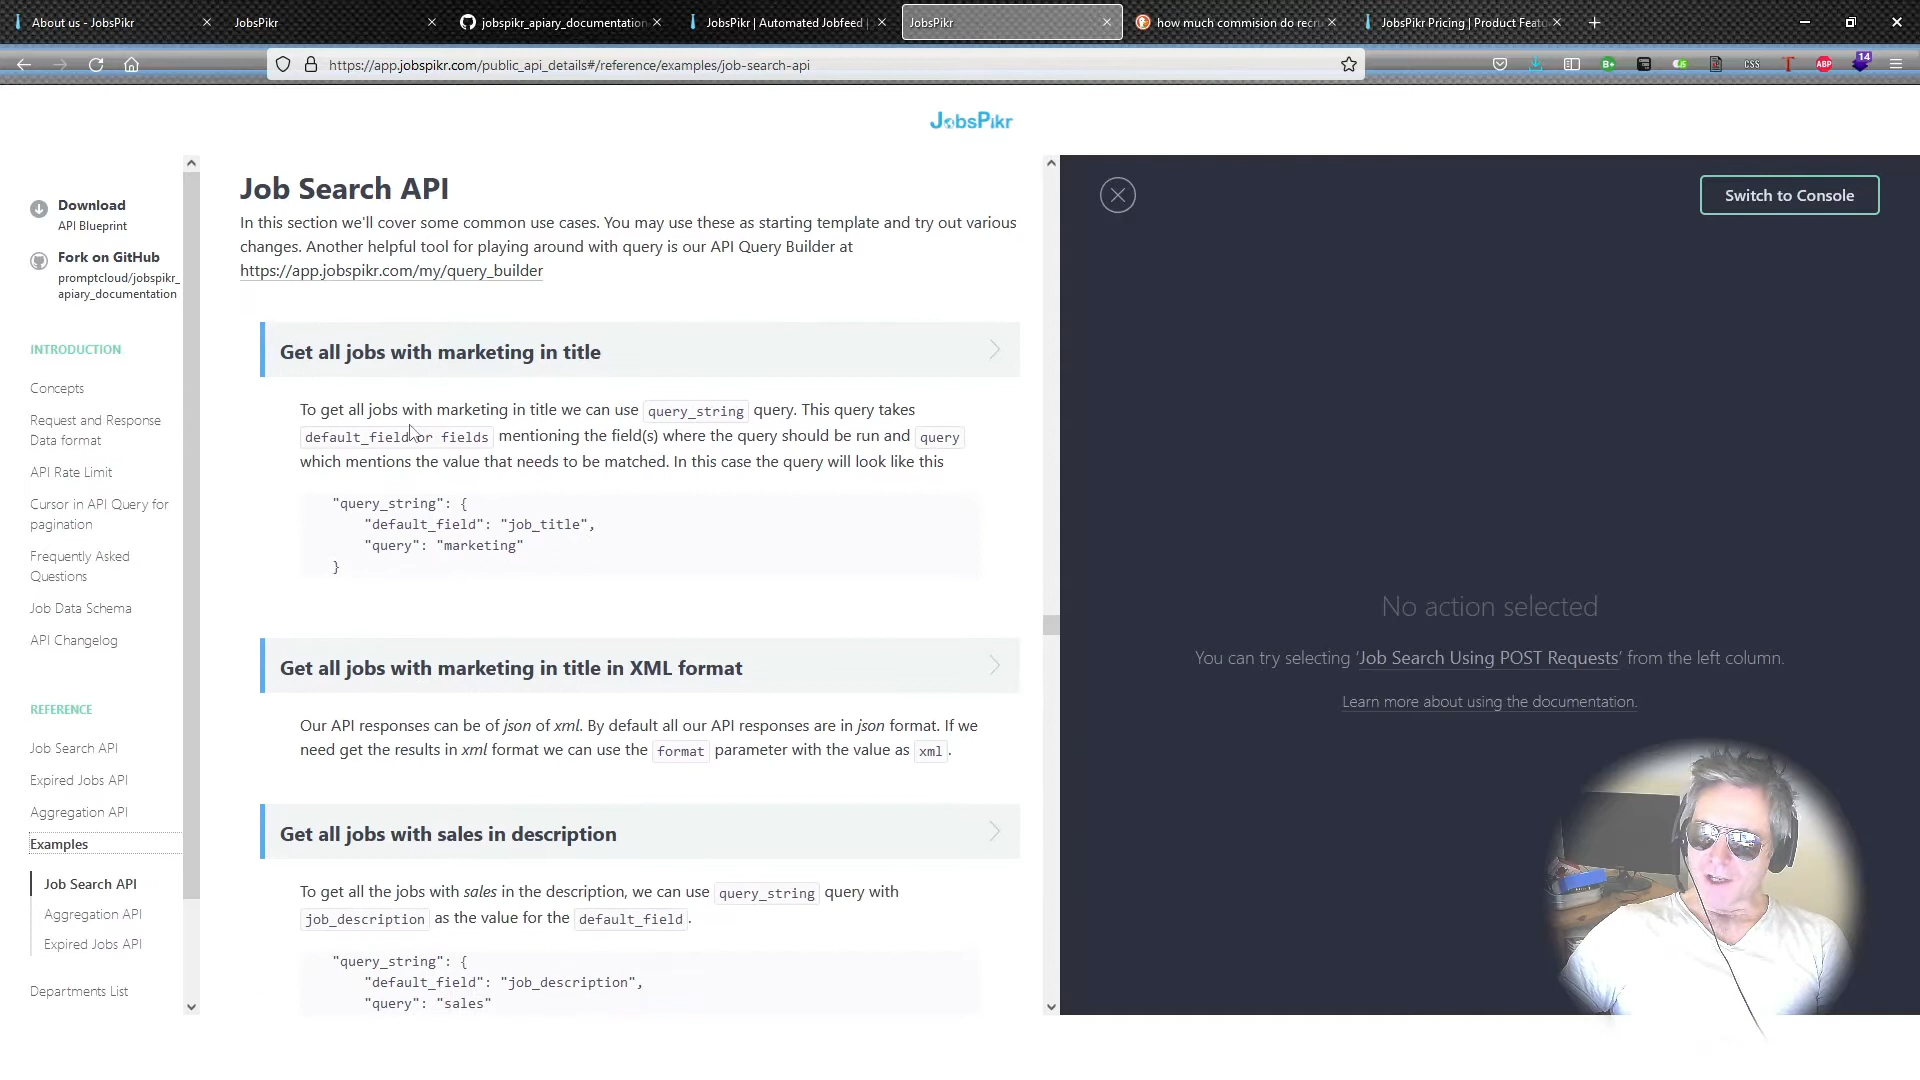 About us - JobsPikr
JobsPikr
jobspikr_apiary_documentation
JobsPikr | Automated Jobfeed |
JobsPikr
how much commision do recru
JobsPikr Pricing | Product Featu
https://app.jobspikr.com/public_api_details#/reference/examples/job-search-api
B+
CSS
T
ABP
14
JobsPikr
Download
API Blueprint
Fork on GitHub
promptcloud/jobspikr_
apiary_documentation
INTRODUCTION
Concepts
Request and Response
Data format
API Rate Limit
Cursor in API Query for
pagination
Frequently Asked
Questions
Job Data Schema
API Changelog
REFERENCE
Job Search API
Expired Jobs API
Aggregation API
Examples
Job Search API
Aggregation API
Expired Jobs API
Departments List
Job Search API
In this section we'll cover some common use cases. You may use these as starting template and try out various
changes. Another helpful tool for playing around with query is our API Query Builder at
https://app.jobspikr.com/my/query_builder
Get all jobs with marketing in title
To get all jobs with marketing in title we can use query_string query. This query takes
default_field or fields mentioning the field(s) where the query should be run and query
which mentions the value that needs to be matched. In this case the query will look like this
"query_string": {
"default_field": "job_title",
"query": "marketing"
}
Get all jobs with marketing in title in XML format
Our API responses can be of json of xml. By default all our API responses are in json format. If we
need get the results in xml format we can use the format parameter with the value as xml.
Get all jobs with sales in description
To get all the jobs with sales in the description, we can use query_string query with
job_description as the value for the default_field.
"query_string": {
"default_field": "job_description",
"query": "sales"
Switch to Console
No action selected
You can try selecting 'Job Search Using POST Requests' from the left column.
Learn more about using the documentation.